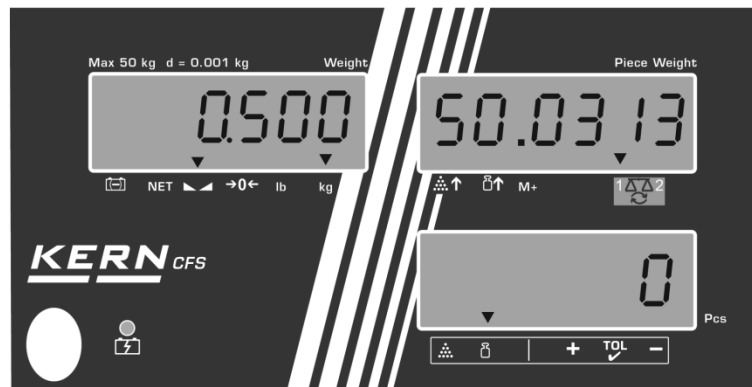 Max 50 kg d = 0.001 kg Weight
Piece Weight
0.500
50.0313
NET →0← lb kg
M+ 1 2
KERN CFS
0
Pcs
+ TOL −